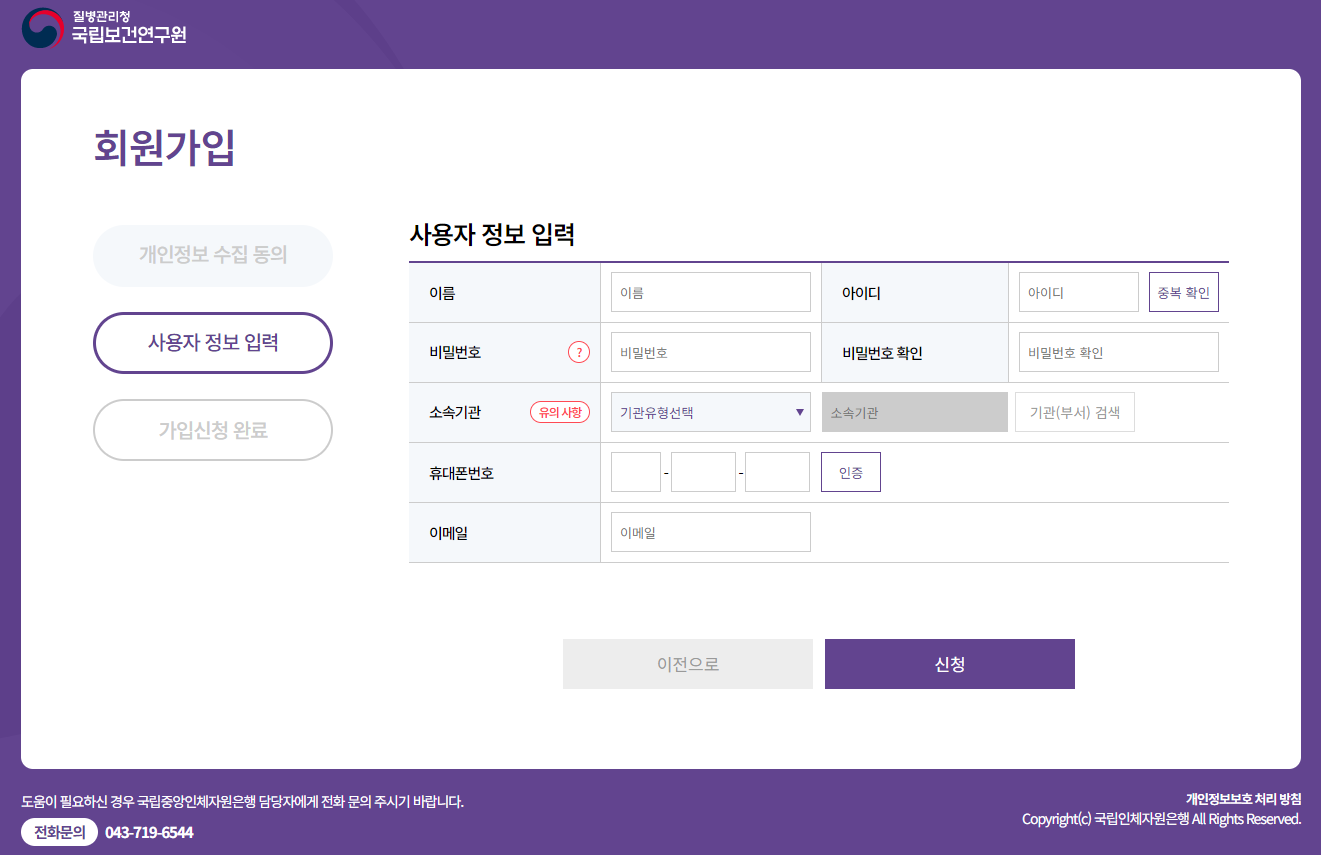 질병관리청
국립보건연구원
회원가입
개인정보 수집 동의
사용자 정보 입력
가입신청 완료
사용자 정보 입력
이름 이름 아이디 아이디 중복 확인
비밀번호 ? 비밀번호 비밀번호 확인 비밀번호 확인
소속기관 유의 사항 기관유형선택 ▼ 소속기관 기관(부서) 검색
휴대폰번호 - - 인증
이메일 이메일
이전으로 신청
도움이 필요하신 경우 국립중앙인체자원은행 담당자에게 전화 문의 주시기 바랍니다.
전화문의 043-719-6544
개인정보보호 처리 방침
Copyright(c) 국립인체자원은행 All Rights Reserved.